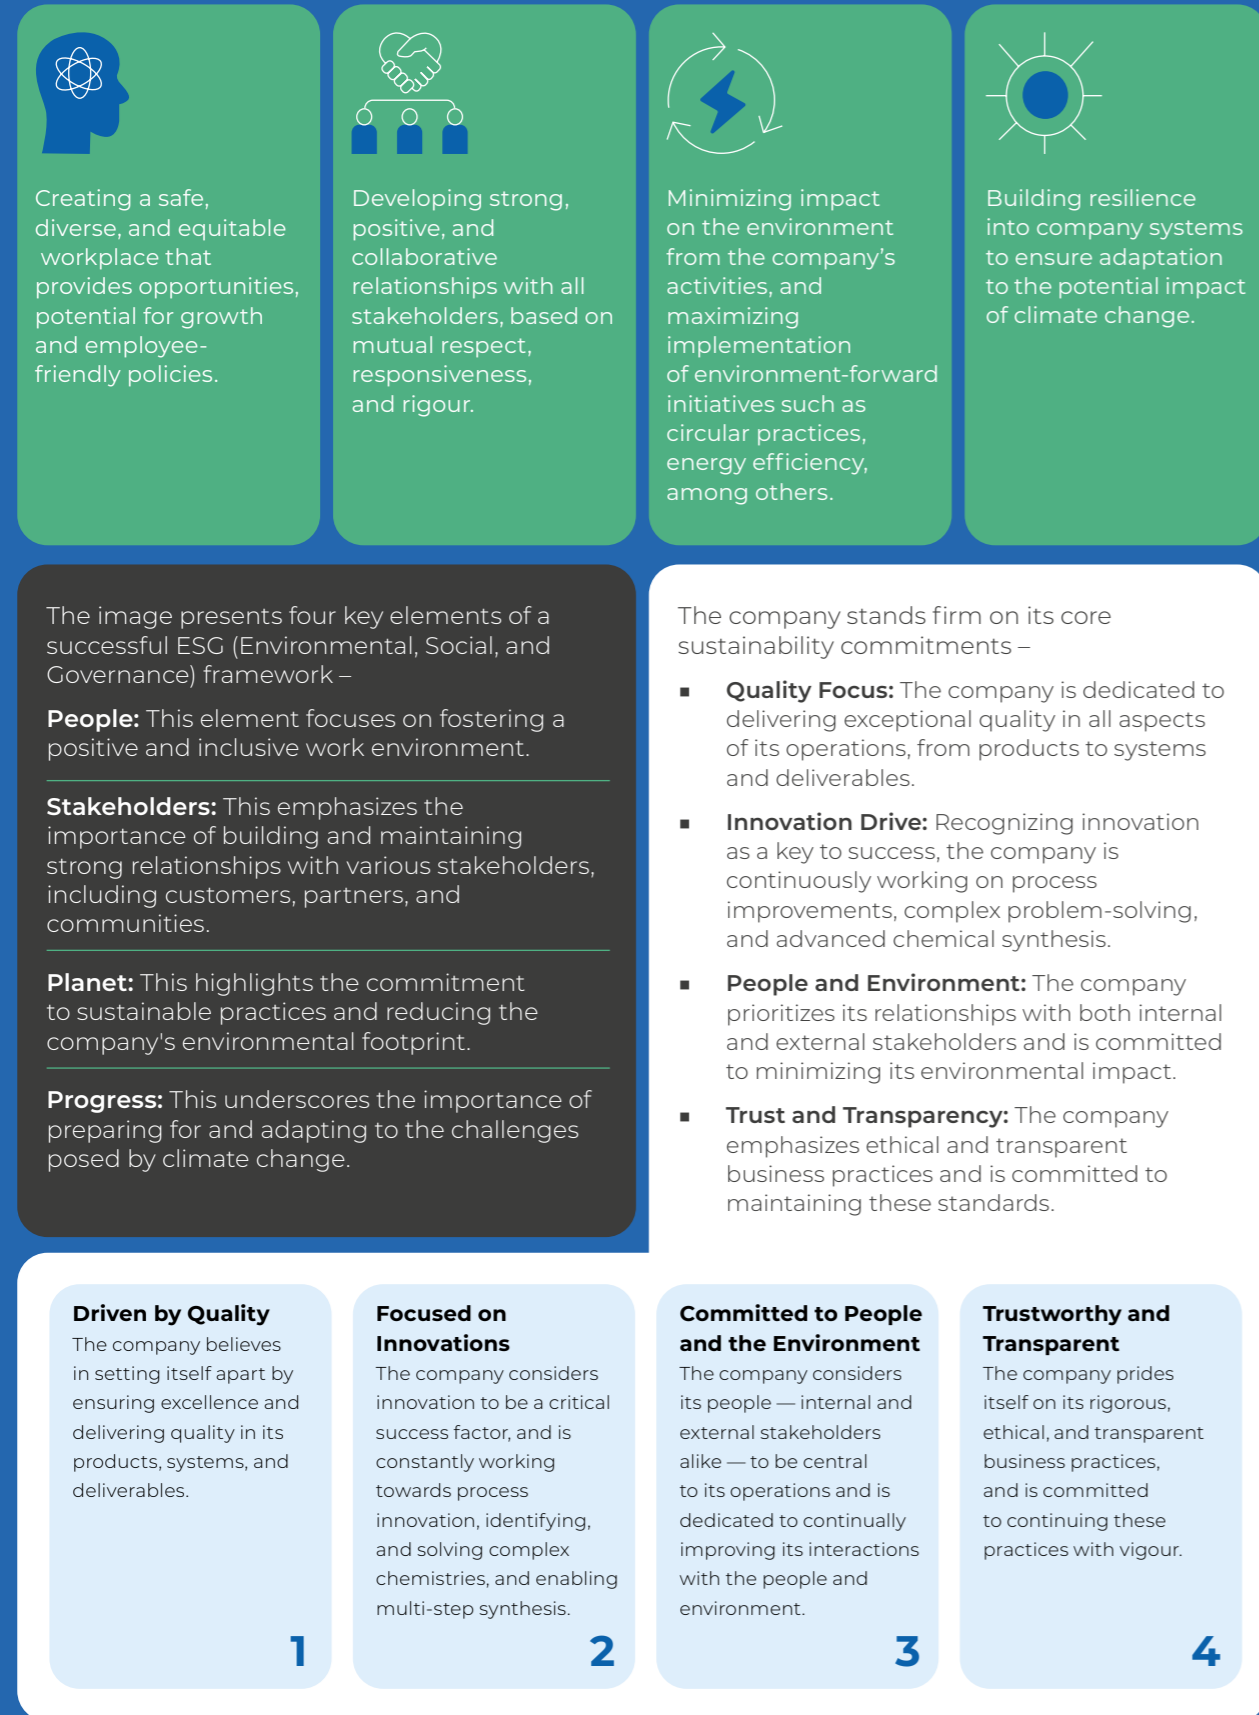 Creating a safe,
diverse, and equitable
workplace that
provides opportunities,
potential for growth
and employee-
friendly policies.
Developing strong,
positive, and
collaborative
relationships with all
stakeholders, based on
mutual respect,
responsiveness,
and rigour.
Minimizing impact
on the environment
from the company’s
activities, and
maximizing
implementation
of environment-forward
initiatives such as
circular practices,
energy efficiency,
among others.
Building resilience
into company systems
to ensure adaptation
to the potential impact
of climate change.
The image presents four key elements of a
successful ESG (Environmental, Social, and
Governance) framework –
People: This element focuses on fostering a
positive and inclusive work environment.
Stakeholders: This emphasizes the
importance of building and maintaining
strong relationships with various stakeholders,
including customers, partners, and
communities.
Planet: This highlights the commitment
to sustainable practices and reducing the
company's environmental footprint.
Progress: This underscores the importance of
preparing for and adapting to the challenges
posed by climate change.
The company stands firm on its core
sustainability commitments –
▪ Quality Focus: The company is dedicated to
delivering exceptional quality in all aspects
of its operations, from products to systems
and deliverables.
▪ Innovation Drive: Recognizing innovation
as a key to success, the company is
continuously working on process
improvements, complex problem-solving,
and advanced chemical synthesis.
▪ People and Environment: The company
prioritizes its relationships with both internal
and external stakeholders and is committed
to minimizing its environmental impact.
▪ Trust and Transparency: The company
emphasizes ethical and transparent
business practices and is committed to
maintaining these standards.
Driven by Quality
The company believes
in setting itself apart by
ensuring excellence and
delivering quality in its
products, systems, and
deliverables.
1
Focused on
Innovations
The company considers
innovation to be a critical
success factor, and is
constantly working
towards process
innovation, identifying,
and solving complex
chemistries, and enabling
multi-step synthesis.
2
Committed to People
and the Environment
The company considers
its people — internal and
external stakeholders
alike — to be central
to its operations and is
dedicated to continually
improving its interactions
with the people and
environment.
3
Trustworthy and
Transparent
The company prides
itself on its rigorous,
ethical, and transparent
business practices,
and is committed
to continuing these
practices with vigour.
4